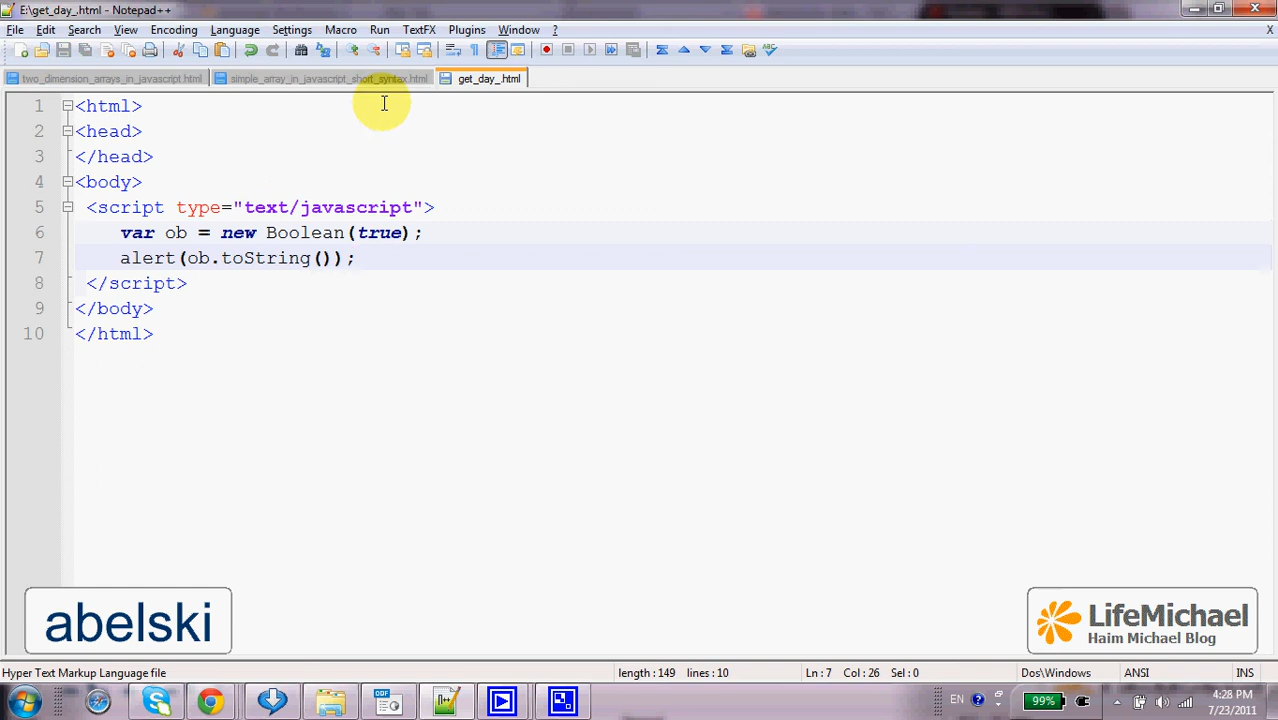 E:\get_day_.html - Notepad++
File Edit Search View Encoding Language Settings Macro Run TextFX Plugins Window ? X
two_dimension_arrays_in_javascript.html simple_array_in_javascript_short_syntax.html get_day_.html
1 <html>
2 <head>
3 </head>
4 <body>
5 <script type="text/javascript">
6 var ob = new Boolean(true);
7 alert(ob.toString());
8 </script>
9 </body>
10 </html>
abelski
LifeMichael
Haim Michael Blog
Hyper Text Markup Language file length : 149 lines : 10 Ln : 7 Col : 26 Sel : 0 Dos\Windows ANSI INS
EN 99% 4:28 PM
7/23/2011